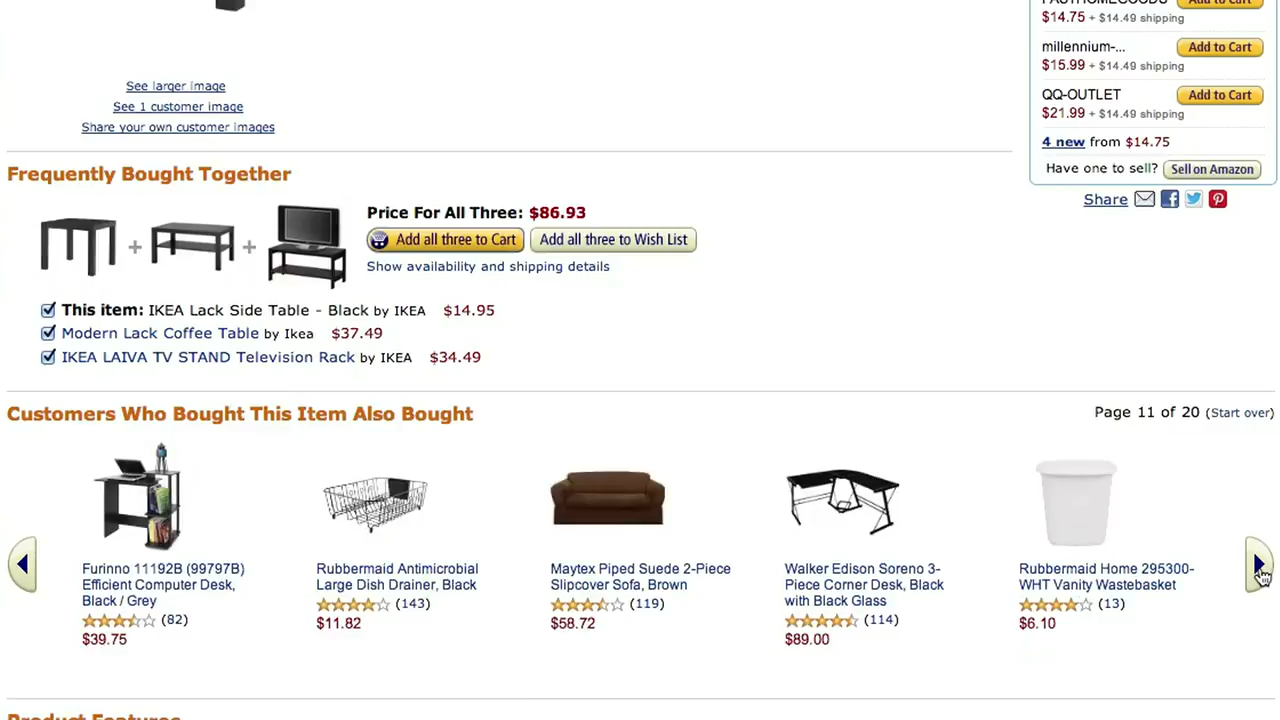 FASTHOMEGOODS Add to Cart
$14.75 + $14.49 shipping
millennium-... Add to Cart
$15.99 + $14.49 shipping
QQ-OUTLET Add to Cart
$21.99 + $14.49 shipping
4 new from $14.75
Have one to sell? Sell on Amazon
Share
See larger image
See 1 customer image
Share your own customer images
Frequently Bought Together
Price For All Three: $86.93
Add all three to Cart Add all three to Wish List
Show availability and shipping details
This item: IKEA Lack Side Table - Black by IKEA $14.95
Modern Lack Coffee Table by Ikea $37.49
IKEA LAIVA TV STAND Television Rack by IKEA $34.49
Customers Who Bought This Item Also Bought
Page 11 of 20 (Start over)
Furinno 11192B (99797B)
Efficient Computer Desk,
Black / Grey
(82)
$39.75
Rubbermaid Antimicrobial
Large Dish Drainer, Black
(143)
$11.82
Maytex Piped Suede 2-Piece
Slipcover Sofa, Brown
(119)
$58.72
Walker Edison Soreno 3-
Piece Corner Desk, Black
with Black Glass
(114)
$89.00
Rubbermaid Home 295300-
WHT Vanity Wastebasket
(13)
$6.10
Product Features